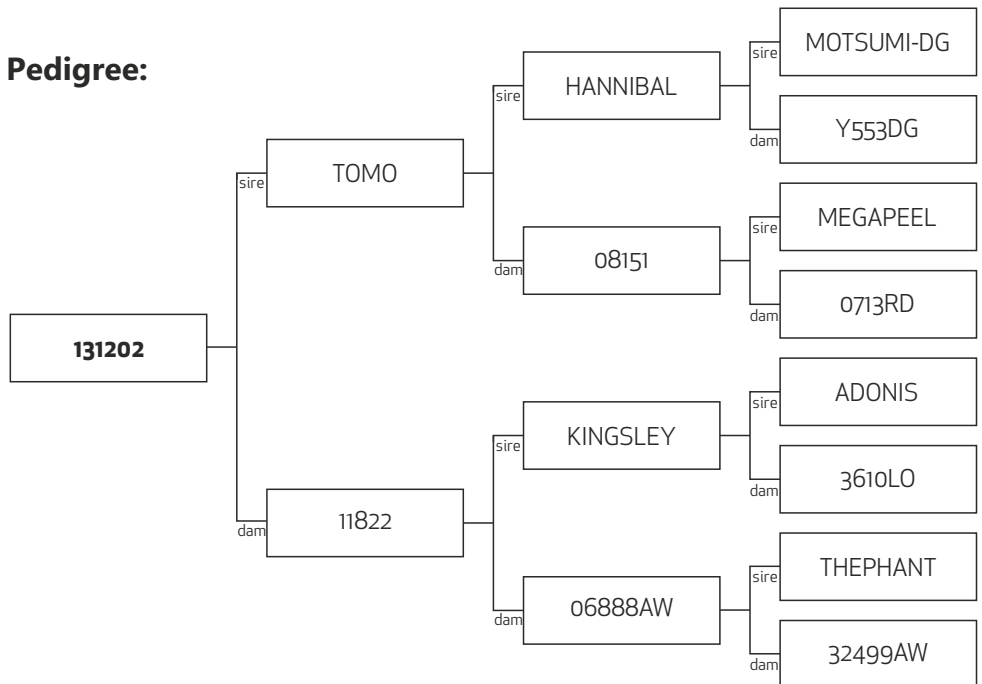 Pedigree:
131202
sire
TOMO
dam
11822
sire
HANNIBAL
dam
08151
sire
KINGSLEY
dam
06888AW
sire
MOTSUMI-DG
dam
Y553DG
sire
MEGAPEEL
dam
0713RD
sire
ADONIS
dam
3610LO
sire
THEPHANT
dam
32499AW